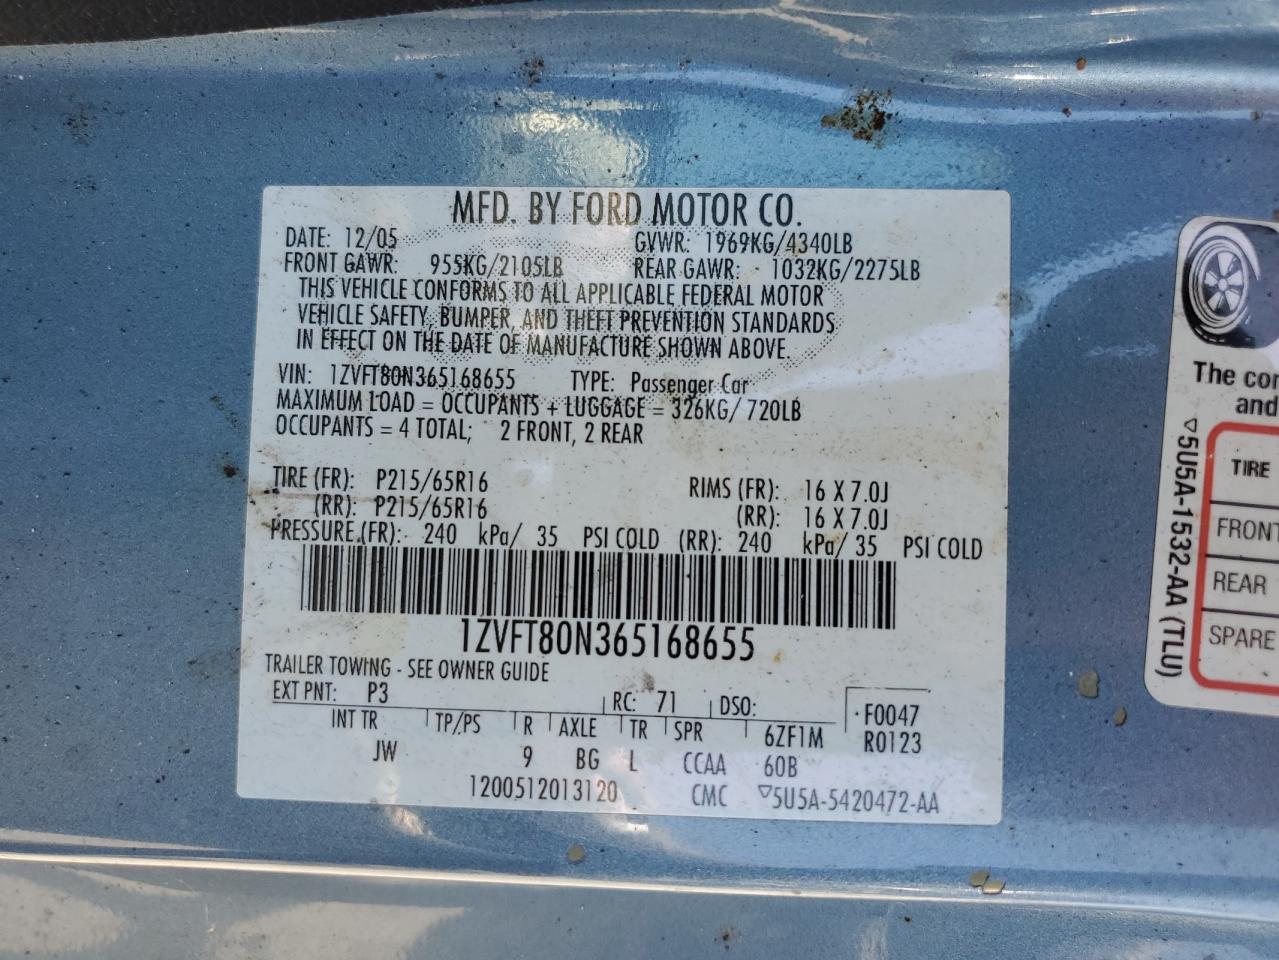 MFD. BY FORD MOTOR CO.
DATE: 12/05 GVWR: 1969KG/4340LB
FRONT GAWR: 955KG/2105LB REAR GAWR: 1032KG/2275LB
THIS VEHICLE CONFORMS TO ALL APPLICABLE FEDERAL MOTOR
VEHICLE SAFETY, BUMPER, AND THEFT PREVENTION STANDARDS
IN EFFECT ON THE DATE OF MANUFACTURE SHOWN ABOVE.
VIN: 1ZVFT80N365168655 TYPE: Passenger Car
MAXIMUM LOAD = OCCUPANTS + LUGGAGE = 326KG/720LB
OCCUPANTS = 4 TOTAL; 2 FRONT, 2 REAR
TIRE (FR): P215/65R16 RIMS (FR): 16 X 7.0J
(RR): P215/65R16 (RR): 16 X 7.0J
PRESSURE (FR): 240 kPa/ 35 PSI COLD (RR): 240 kPa/ 35 PSI COLD
1ZVFT80N365168655
TRAILER TOWING - SEE OWNER GUIDE
EXT PNT: P3 RC: 71 DSO:
F0047
INT TR TP/PS R AXLE TR SPR 6ZF1M R0123
JW 9 BG L CCAA 60B
1200512013120 CMC ▽5U5A-5420472-AA
The
and
TIRE
FRONT
REAR
SPARE
▽5U5A-1532-AA (TLU)